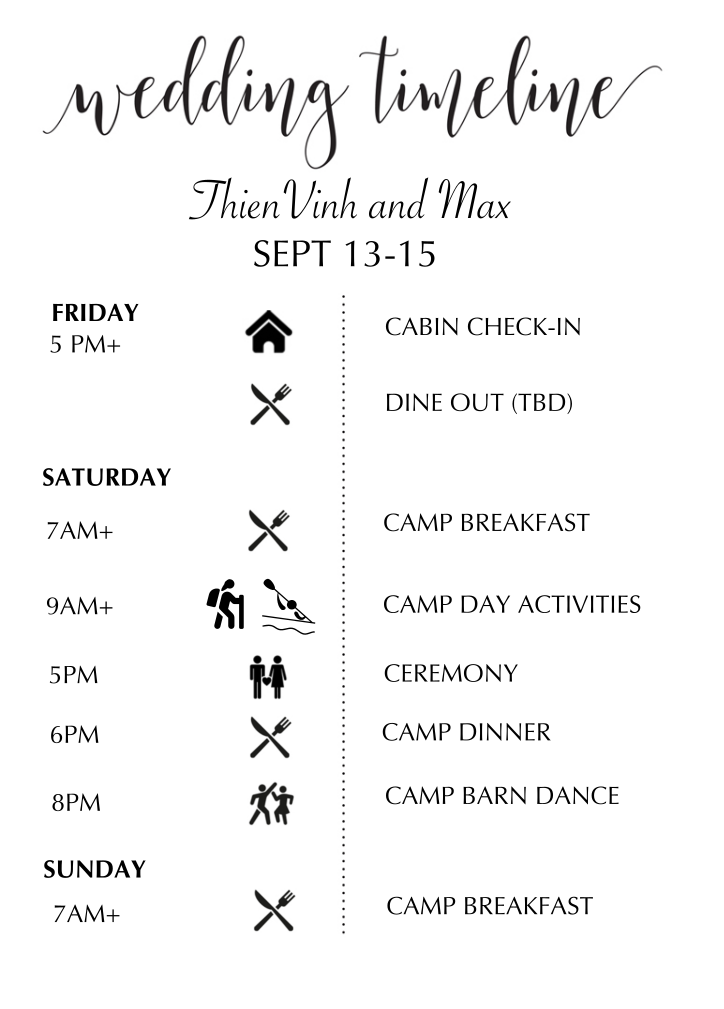 wedding timeline
ThienVinh and Max
SEPT 13-15
FRIDAY
5 PM+ CABIN CHECK-IN
DINE OUT (TBD)
SATURDAY
7AM+ CAMP BREAKFAST
9AM+ CAMP DAY ACTIVITIES
5PM CEREMONY
6PM CAMP DINNER
8PM CAMP BARN DANCE
SUNDAY
7AM+ CAMP BREAKFAST